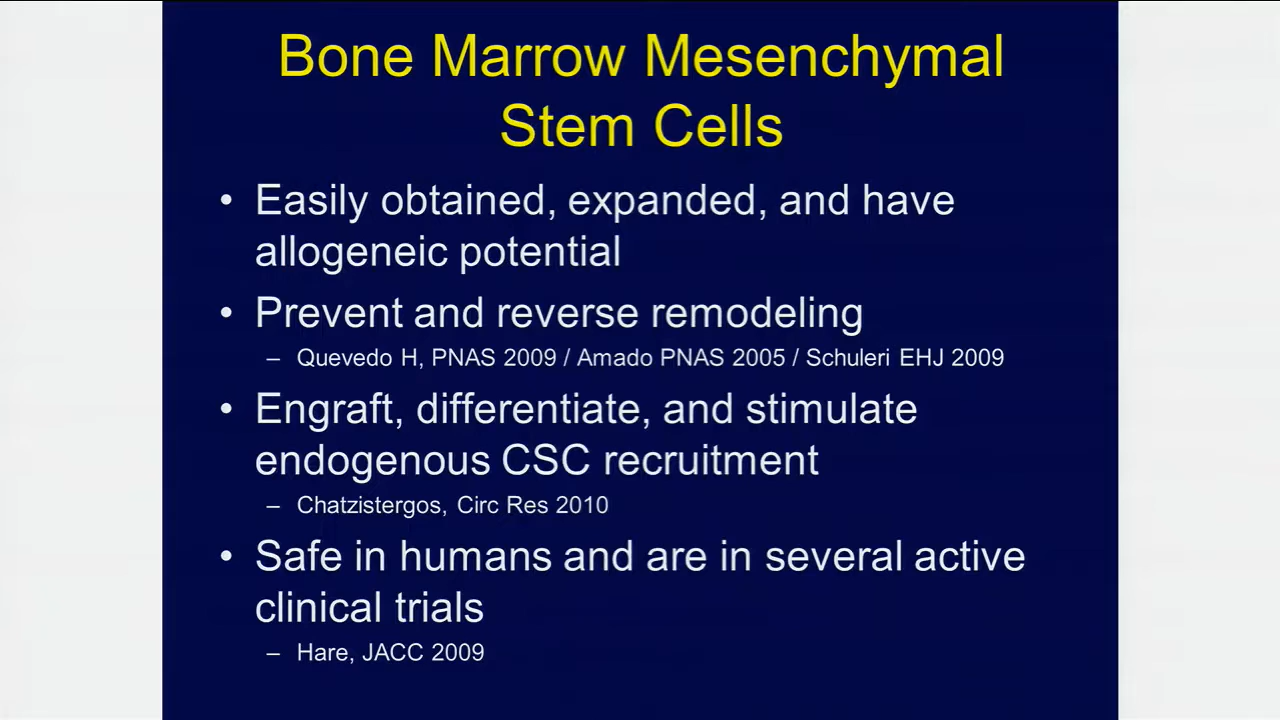 Bone Marrow Mesenchymal
Stem Cells
• Easily obtained, expanded, and have
allogeneic potential
• Prevent and reverse remodeling
– Quevedo H, PNAS 2009 / Amado PNAS 2005 / Schuleri EHJ 2009
• Engraft, differentiate, and stimulate
endogenous CSC recruitment
– Chatzistergos, Circ Res 2010
• Safe in humans and are in several active
clinical trials
– Hare, JACC 2009